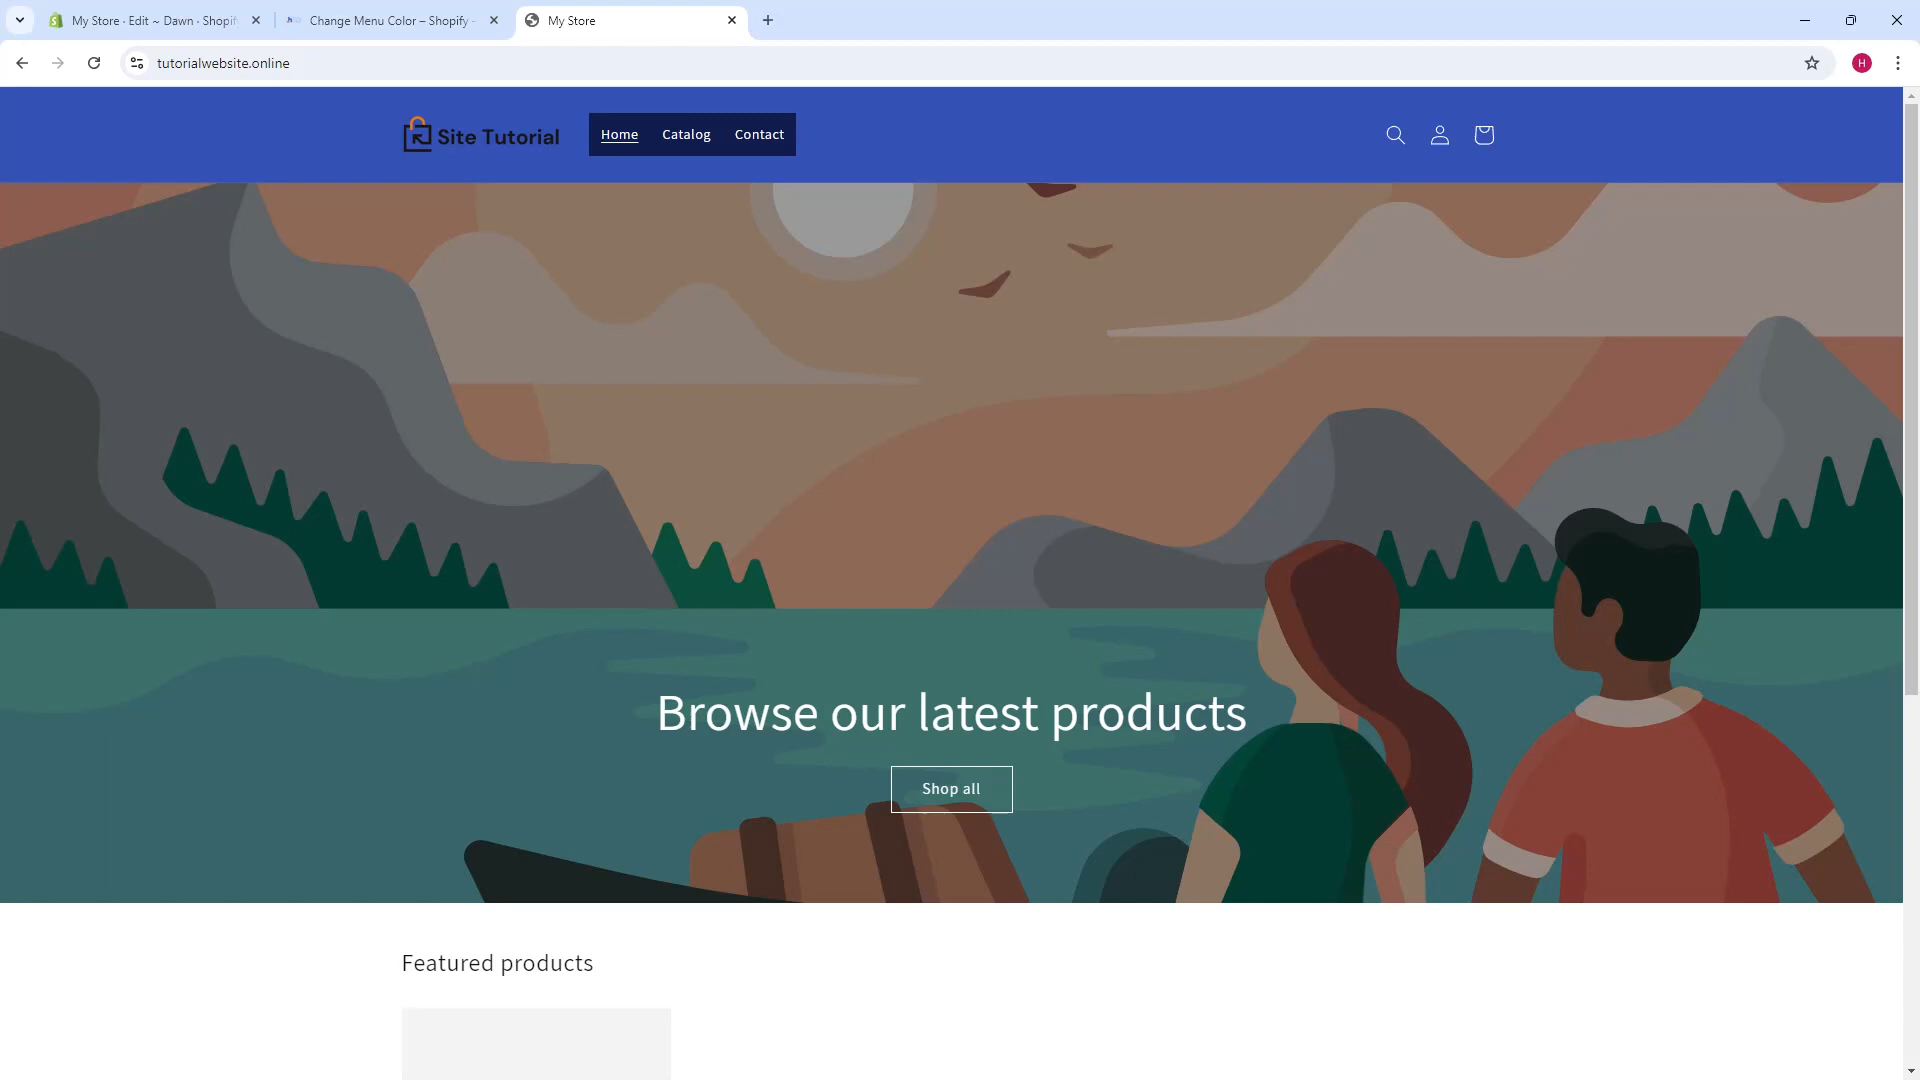 My Store · Edit ~ Dawn · Shopif
Change Menu Color – Shopify -
My Store
tutorialwebsite.online
H
Site Tutorial
Home
Catalog
Contact
Browse our latest products
Shop all
Featured products